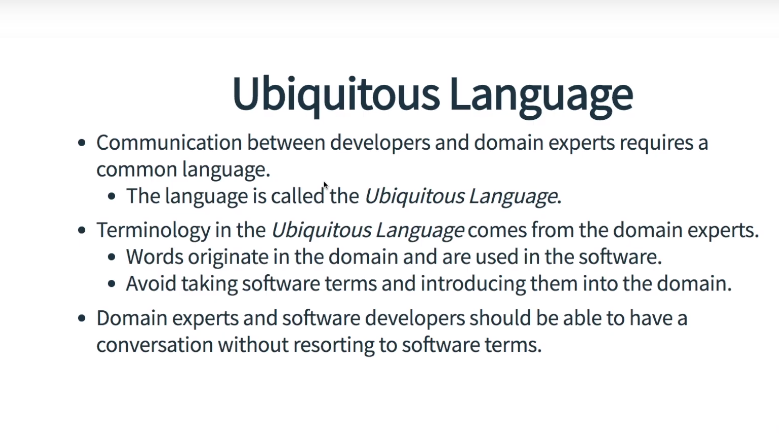 Ubiquitous Language
• Communication between developers and domain experts requires a
common language.
• The language is called the Ubiquitous Language.
• Terminology in the Ubiquitous Language comes from the domain experts.
• Words originate in the domain and are used in the software.
• Avoid taking software terms and introducing them into the domain.
• Domain experts and software developers should be able to have a
conversation without resorting to software terms.